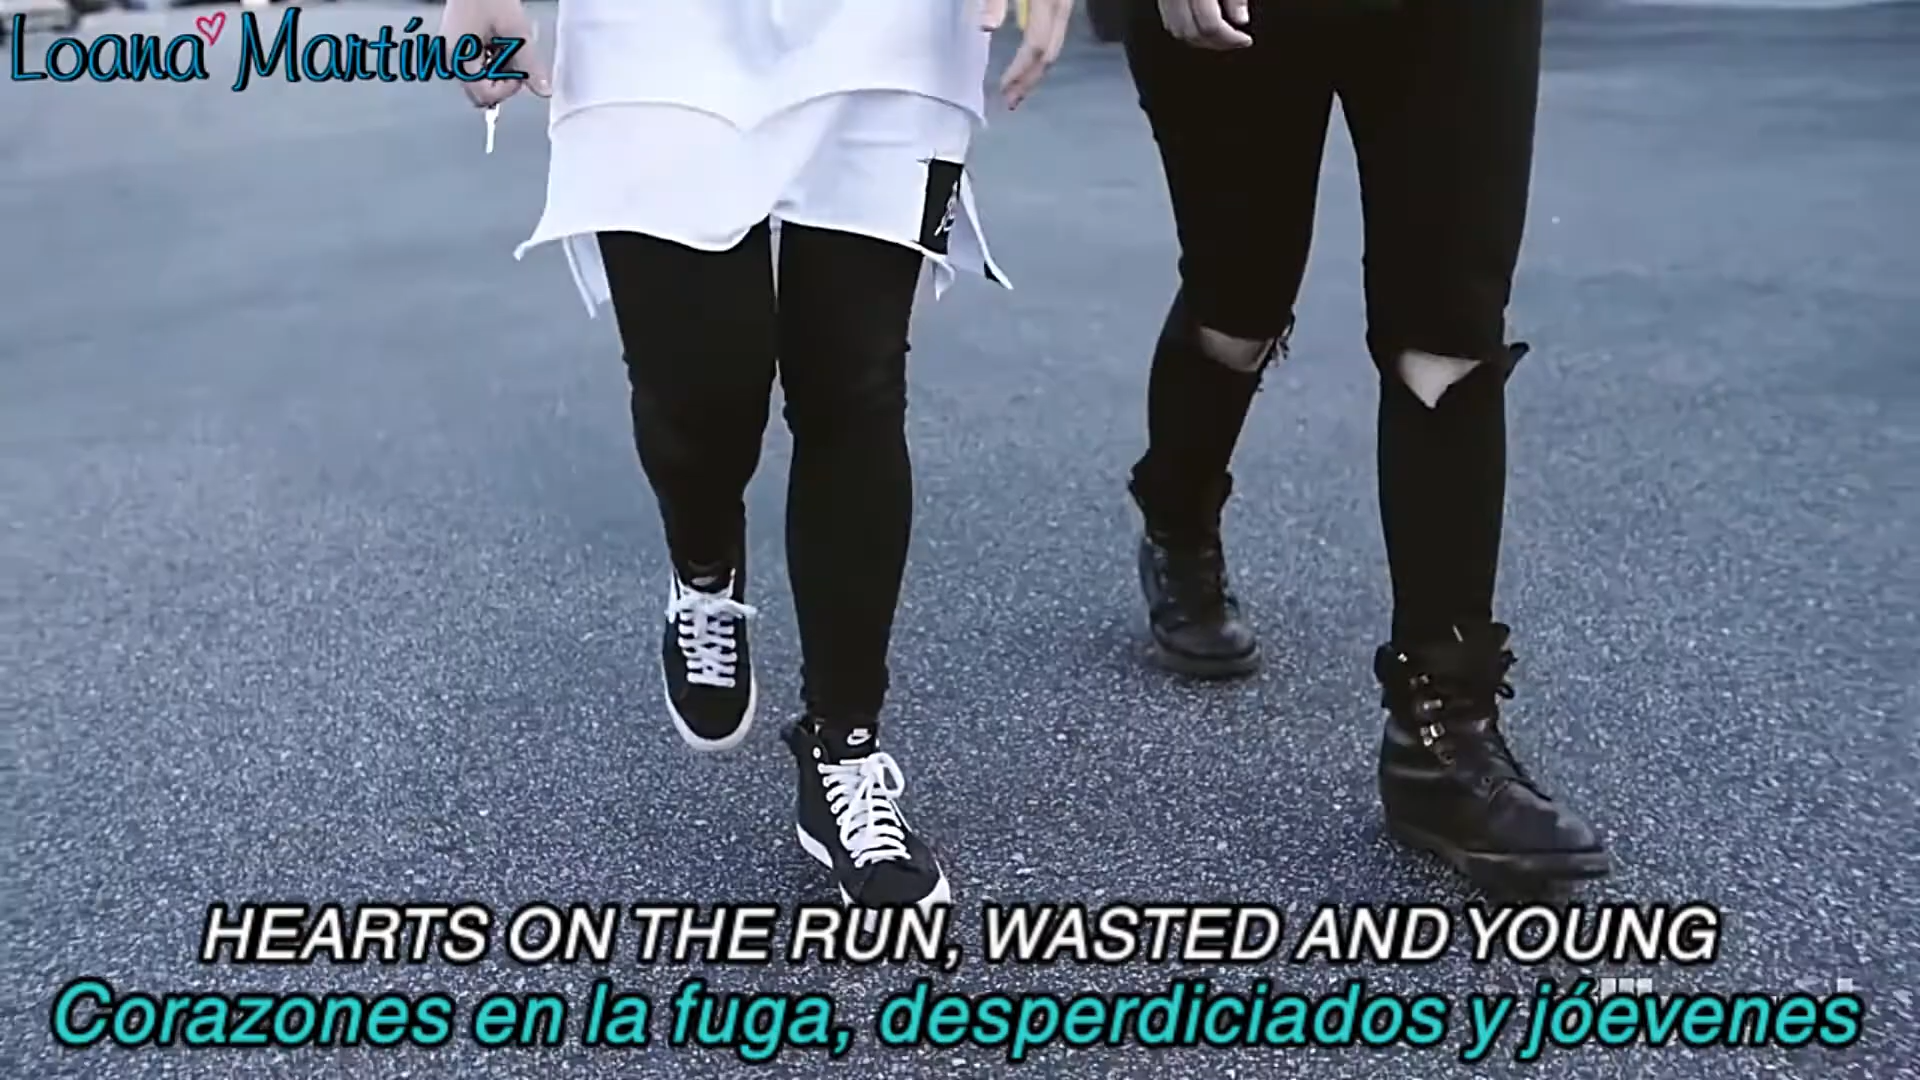 Loana Martínez
HEARTS ON THE RUN, WASTED AND YOUNG
Corazones en la fuga, desperdiciados y jóevenes